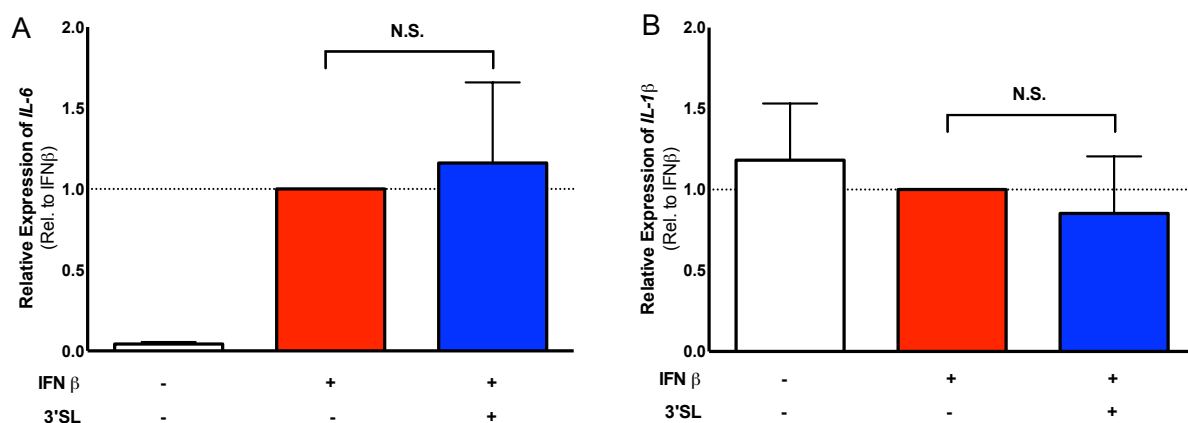 A
Relative Expression of IL-6
(Rel. to IFNβ)
2.0
1.5
1.0
0.5
0.0
N.S.
IFN β - + +
3'SL - - +
B
Relative Expression of IL-1β
(Rel. to IFNβ)
2.0
1.5
1.0
0.5
0.0
N.S.
IFN β - + +
3'SL - - +